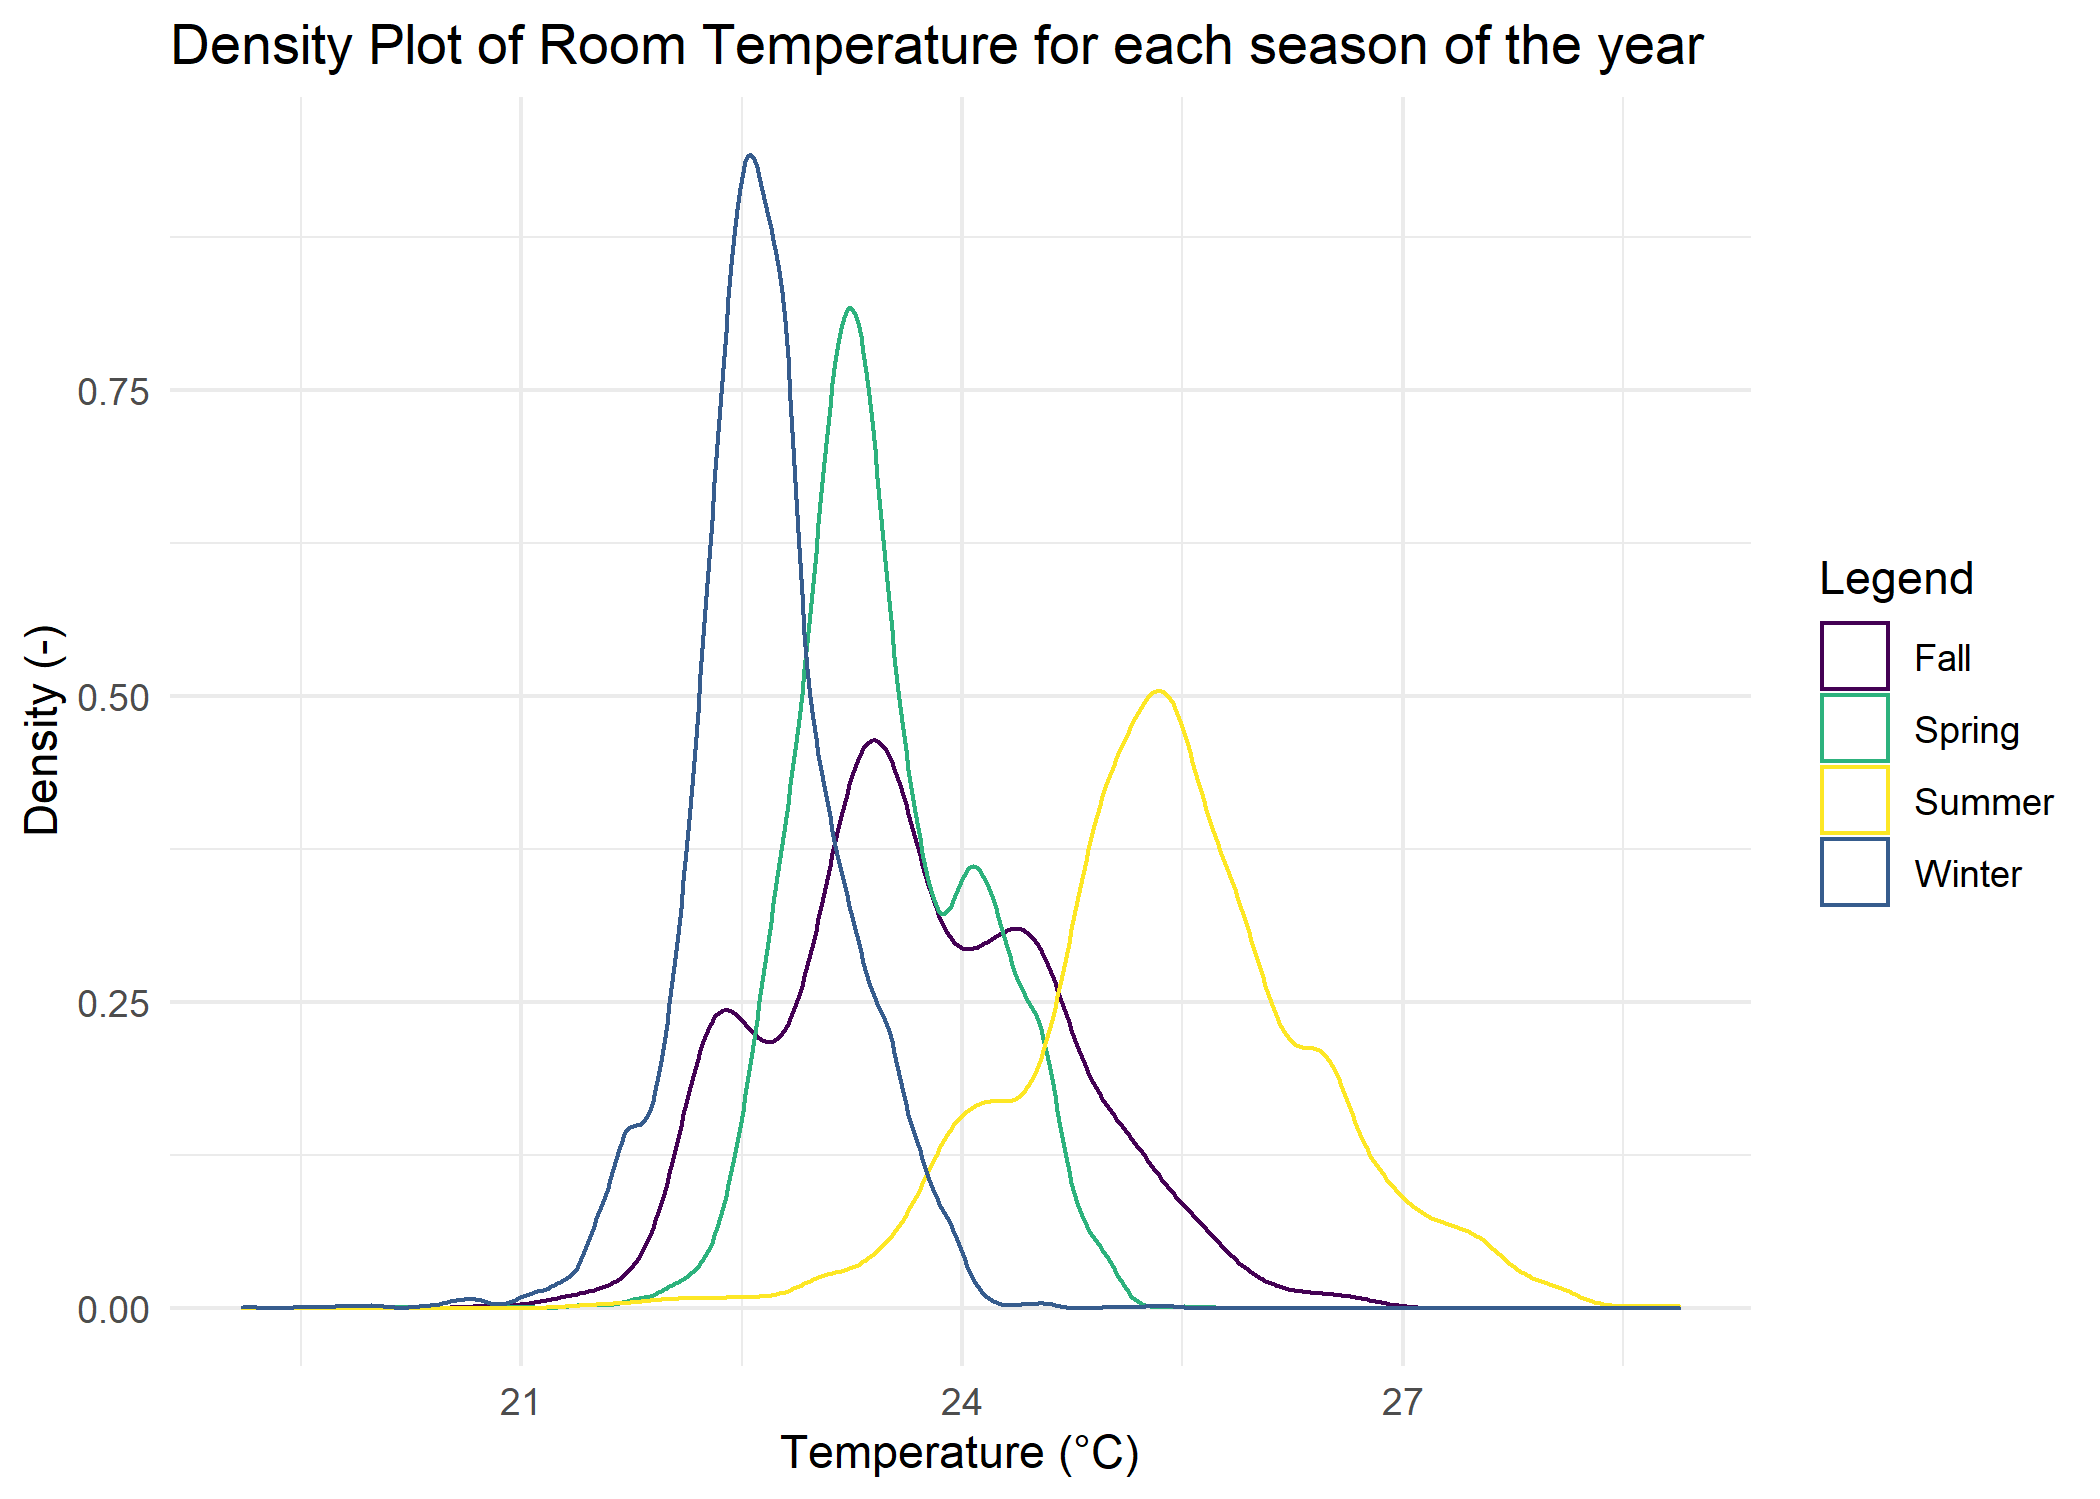 Density Plot of Room Temperature for each season of the year
Density (-)
0.75
0.50
0.25
0.00
21 24 27
Temperature (°C)
Legend
Fall
Spring
Summer
Winter